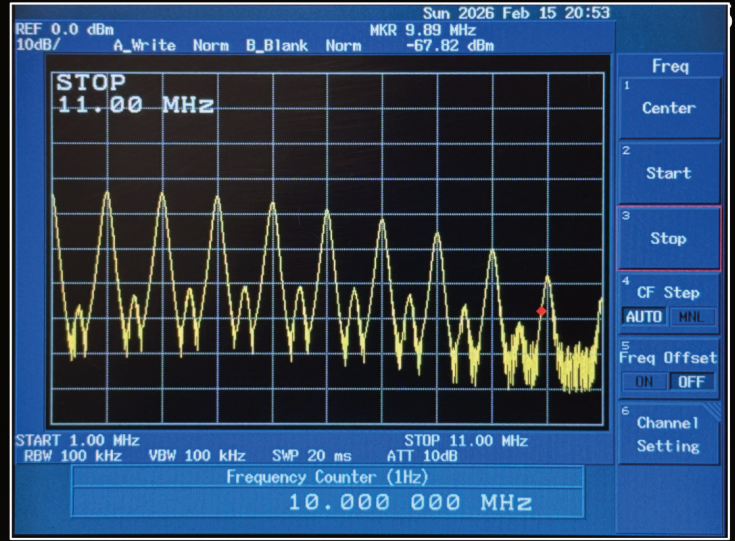 Sun 2026 Feb 15 20:53
REF 0.0 dBm
MKR 9.89 MHz
10dB/ A_Write Norm B_Blank Norm
-67.82 dBm
STOP
11.00 MHz
Freq
1
Center
2
Start
3
Stop
4
CF Step
AUTO MNL
5
Freq Offset
ON OFF
6
Channel
Setting
START 1.00 MHz STOP 11.00 MHz
RBW 100 kHz VBW 100 kHz SWP 20 ms ATT 10dB
Frequency Counter (1Hz)
10.000 000 MHz